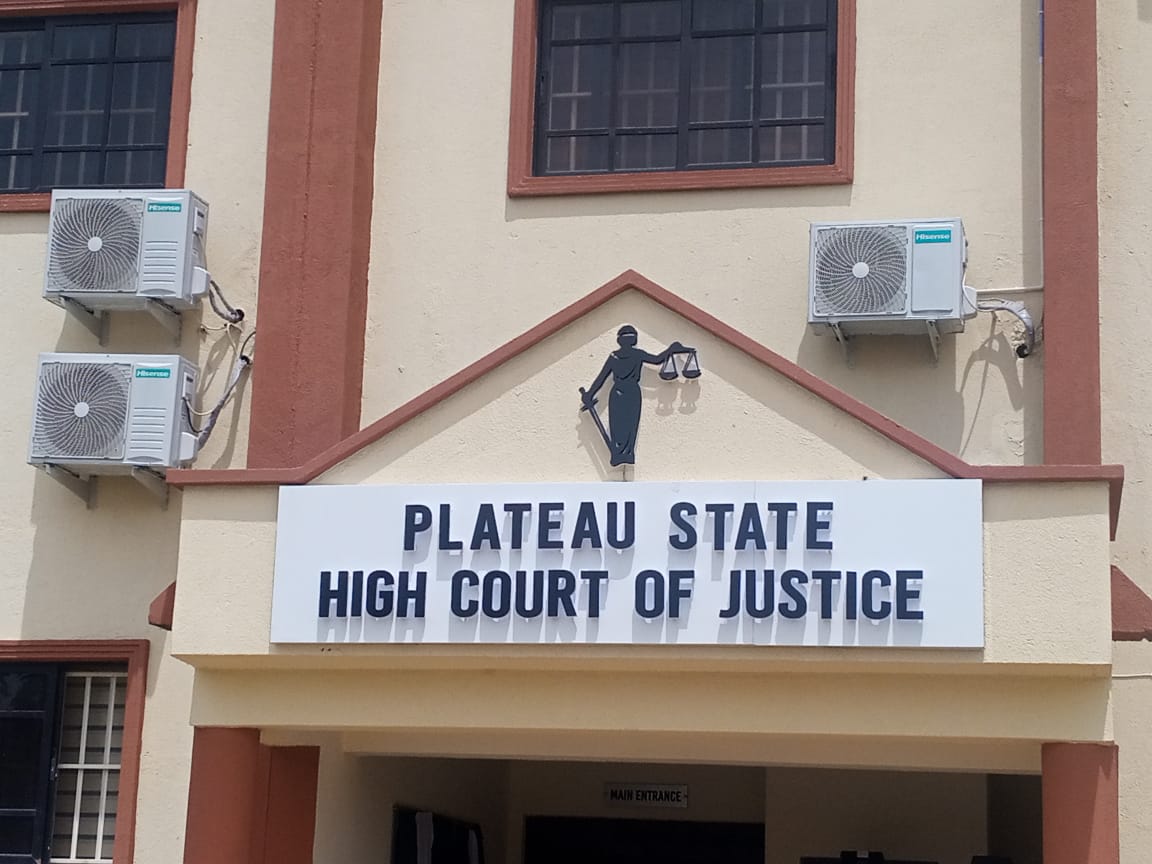 Hisense
Hisense
Hisense
PLATEAU STATE
HIGH COURT OF JUSTICE
MAIN ENTRANCE